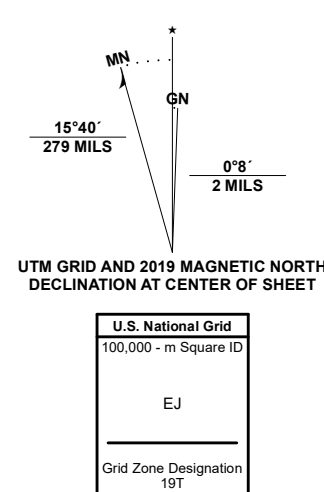 ★
MN
GN
15°40´
279 MILS
0°8´
2 MILS
UTM GRID AND 2019 MAGNETIC NORTH
DECLINATION AT CENTER OF SHEET
U.S. National Grid
100,000 - m Square ID
EJ
Grid Zone Designation
19T